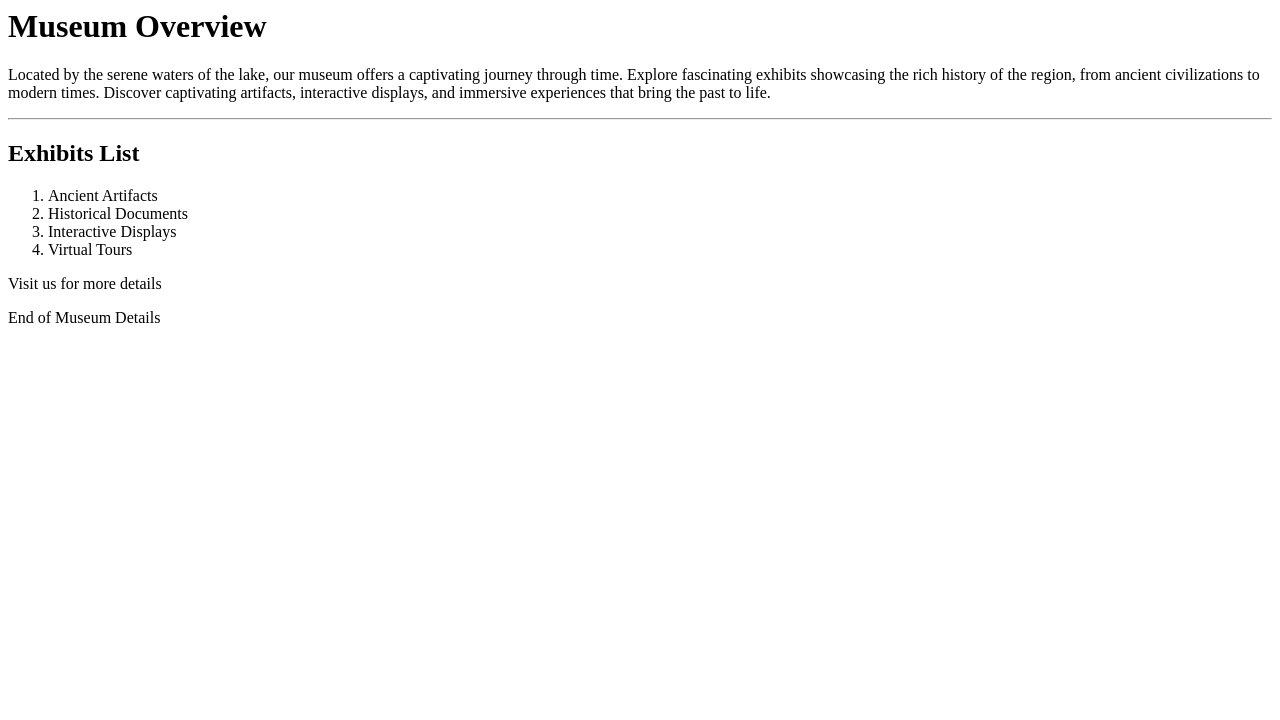 Museum Overview
Located by the serene waters of the lake, our museum offers a captivating journey through time. Explore fascinating exhibits showcasing the rich history of the region, from ancient civilizations to
modern times. Discover captivating artifacts, interactive displays, and immersive experiences that bring the past to life.
Exhibits List
1. Ancient Artifacts
2. Historical Documents
3. Interactive Displays
4. Virtual Tours
Visit us for more details
End of Museum Details